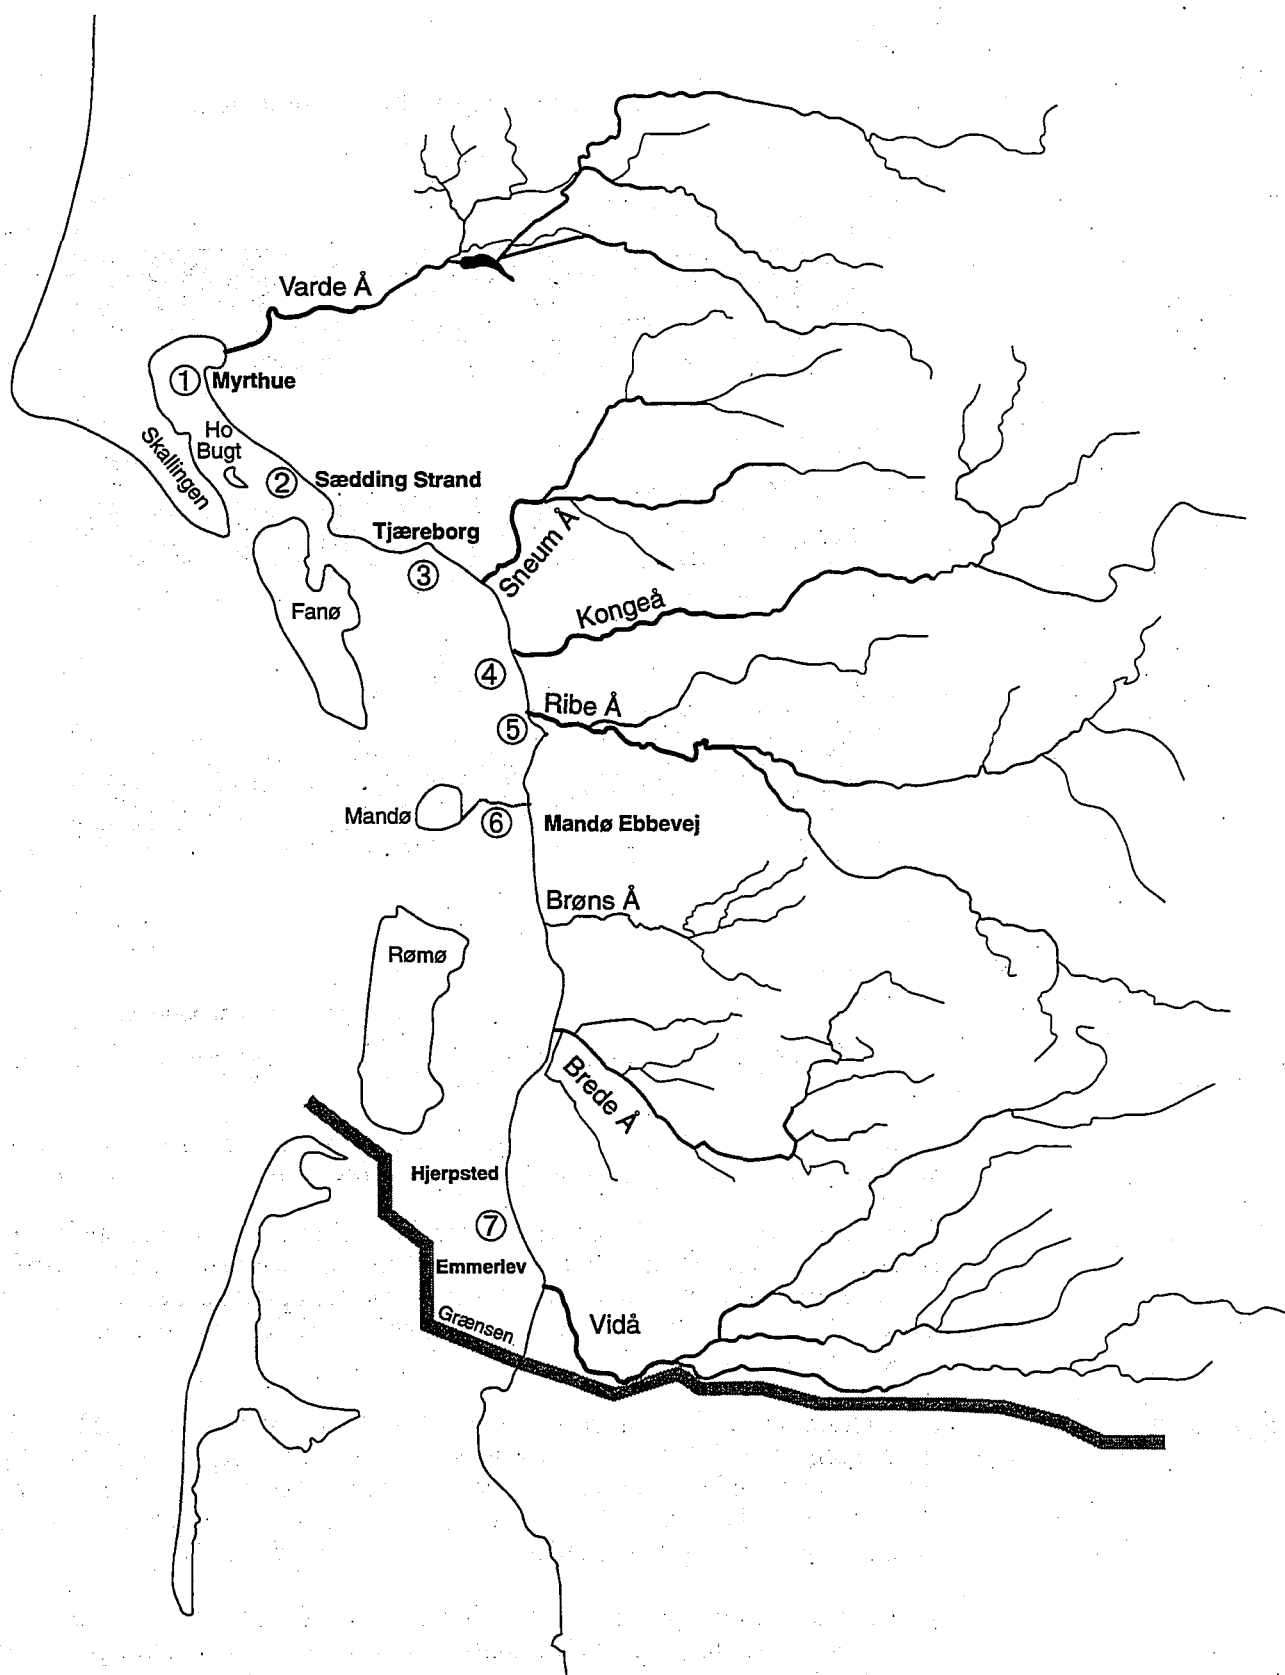 Varde Å
① Myrthue
Ho
Bugt
Skallingen
② Sædding Strand
Tjæreborg
③
Sneum Å
Fanø
Kongeå
④
Ribe Å
⑤
Mandø
⑥ Mandø Ebbevej
Brøns Å
Rømø
Brede Å
Hjerpsted
⑦
Emmerlev
Grænsen
Vidå